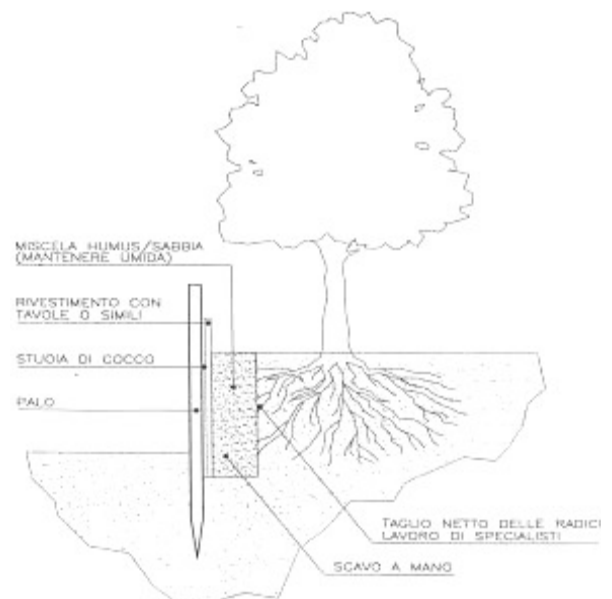 MISCELA HUMUS/SABBIA
(MANTENERE UMIDA)
RIVESTIMENTO CON
TAVOLE O SIMILI
STUOIA DI COCCO
PALO
TAGLIO NETTO DELLE RADICI
LAVORO DI SPECIALISTI
SCAVO A MANO